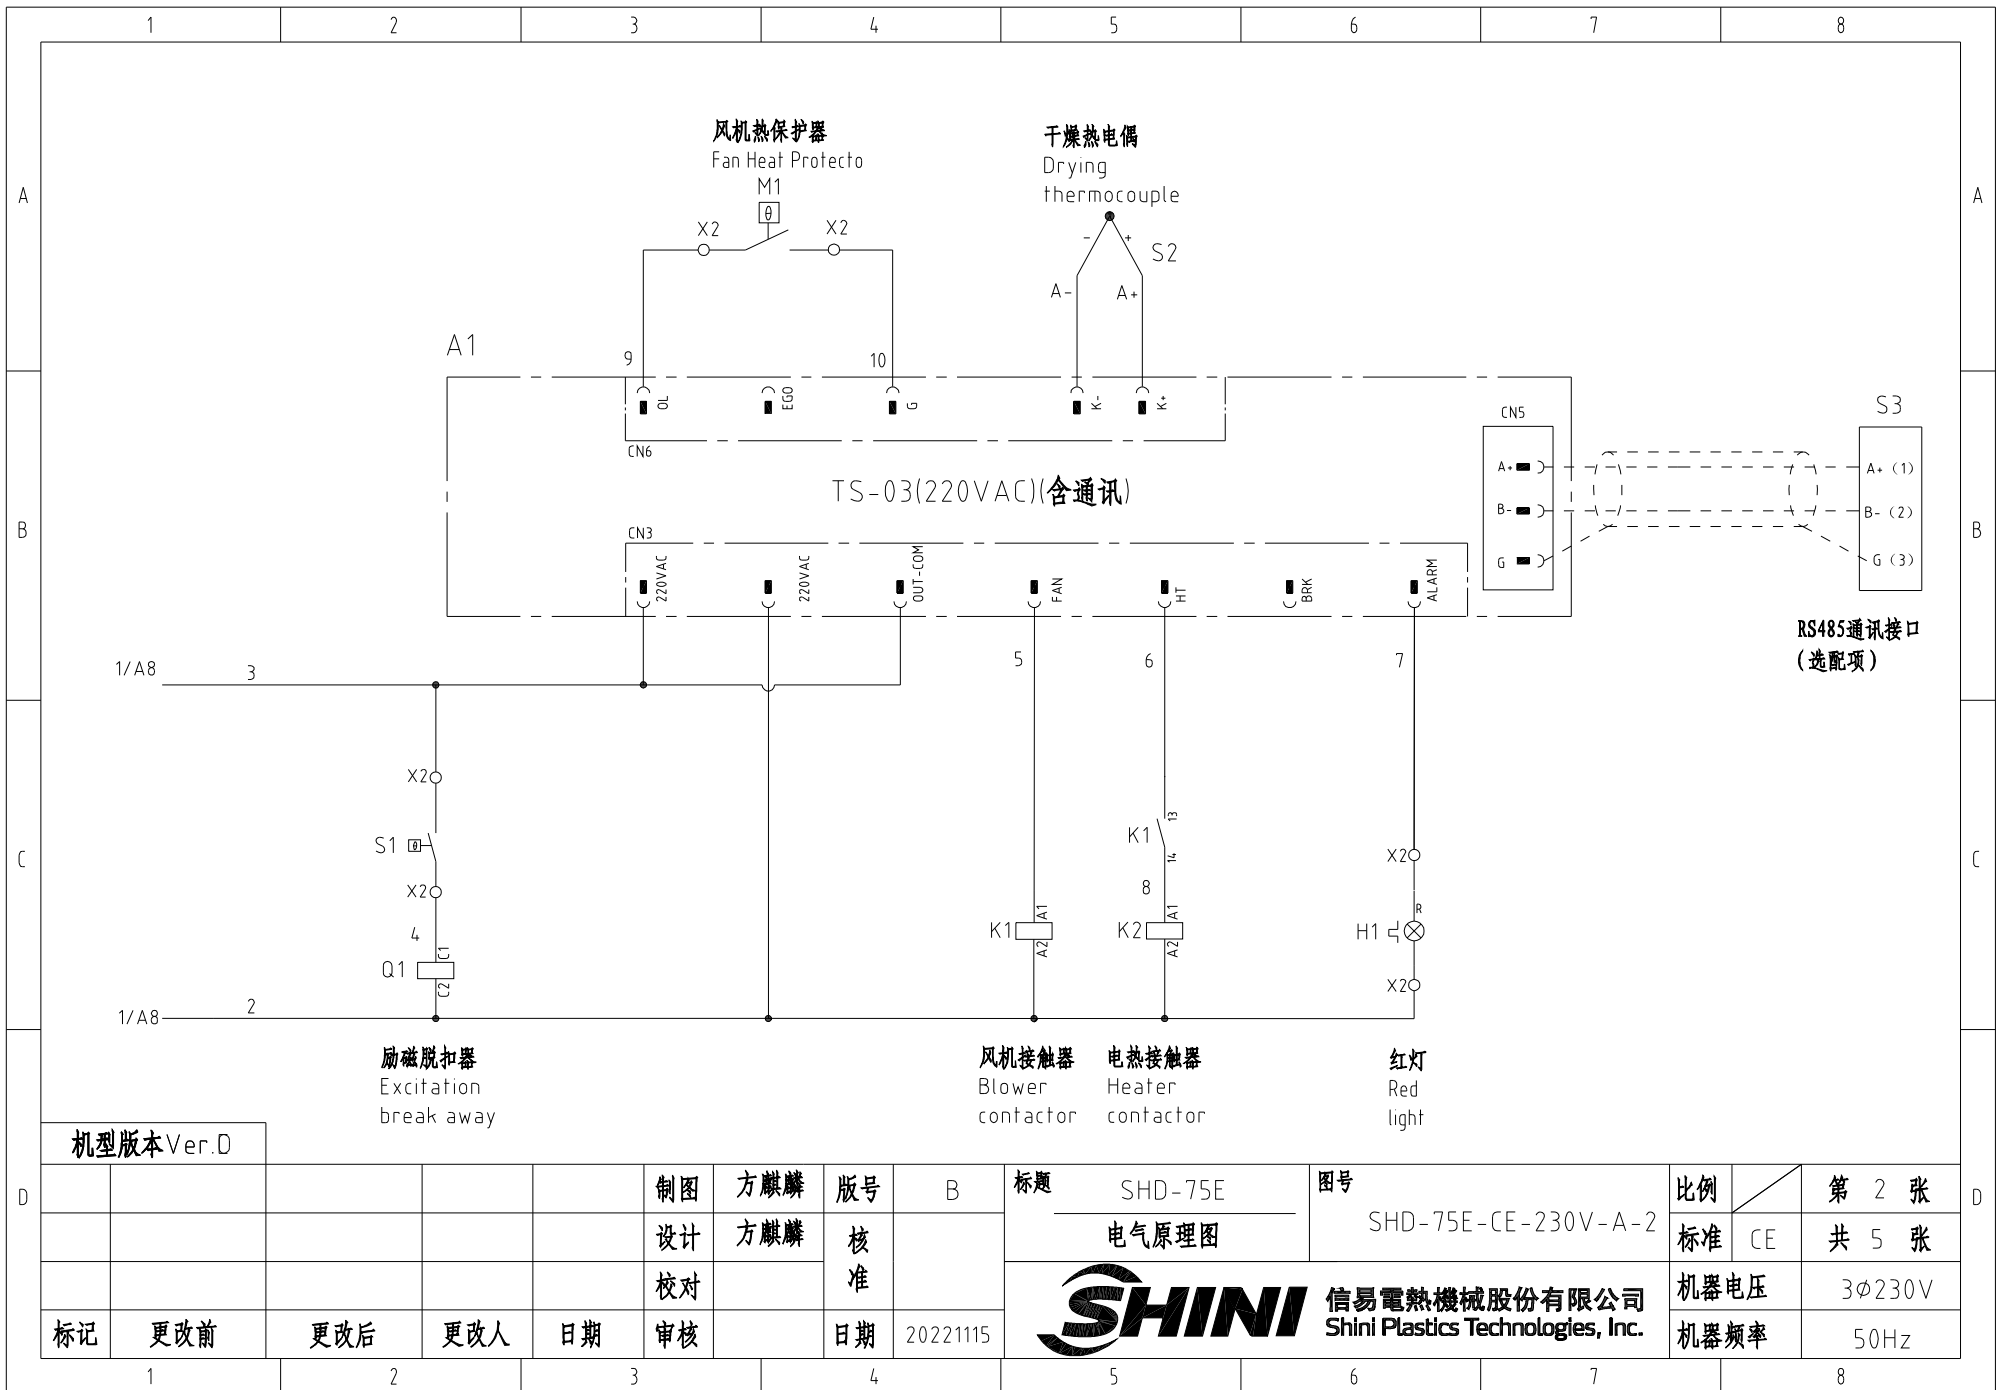 1 2 3 4 5 6 7 8
风机热保护器
Fan Heat Protecto
M1
θ
X2
X2
干燥热电偶
Drying
thermocouple
- +
S2
A- A+
A A
A1
9
10
OL
EGO
G
K-
K+
CN6
CN5
S3
A+
B-
G
A+ (1)
B- (2)
G (3)
TS-03(220VAC)(含通讯)
B B
CN3
220VAC
220VAC
OUT-COM
FAN
HT
BRK
ALARM
RS485通讯接口
(选配项)
1/A8
3
5
6
7
X2
S1
θ
X2
4
Q1
C1
C2
K1
13
14
8
K1
A1
A2
K2
A1
A2
X2
R
H1
X2
C C
1/A8
2
励磁脱扣器
Excitation
break away
风机接触器
Blower
contactor
电热接触器
Heater
contactor
红灯
Red
light
机型版本Ver.D
D D
制图 方麒麟 版号 B
设计 方麒麟 核准
校对
标记 更改前 更改后 更改人 日期 审核 日期 20221115
标题 SHD-75E
电气原理图
图号
SHD-75E-CE-230V-A-2
比例 第 2 张
标准 CE 共 5 张
机器电压 3Ø230V
机器频率 50Hz
SHINI
信易電熱機械股份有限公司
Shini Plastics Technologies, Inc.
1 2 3 4 5 6 7 8